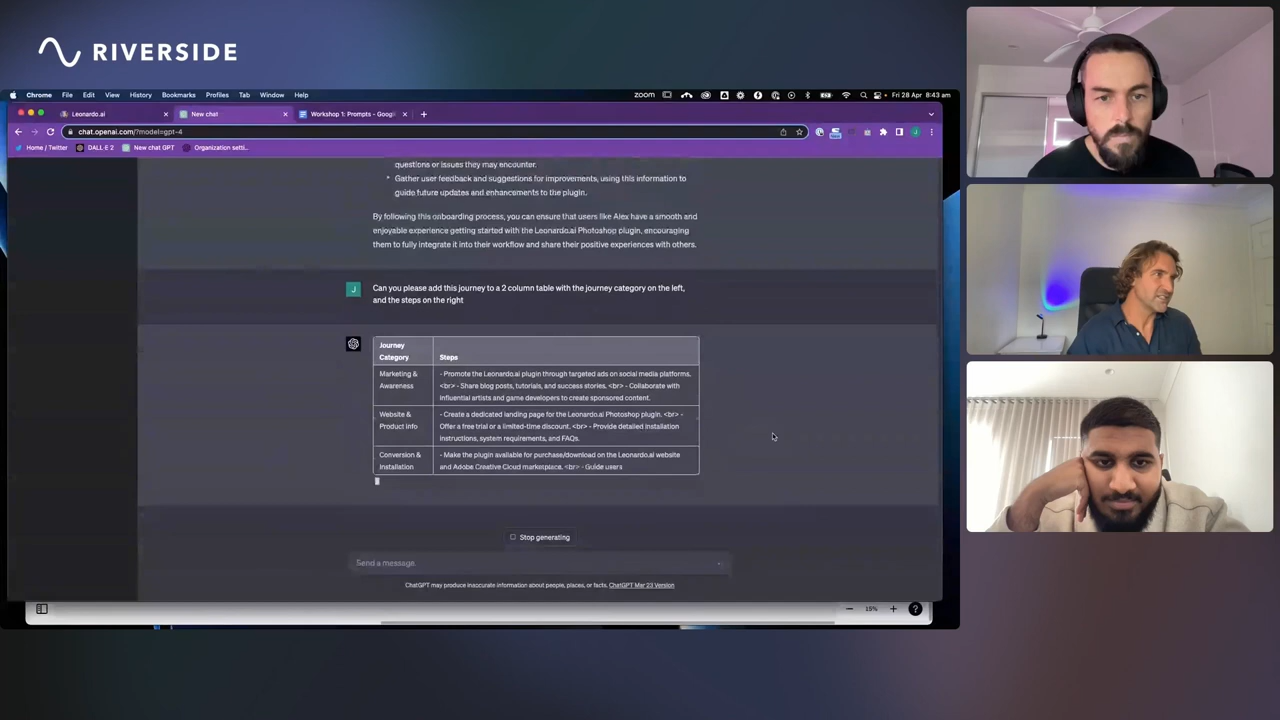 RIVERSIDE
Chrome File Edit View History Bookmarks Profiles Tab Window Help
zoom Fri 28 Apr 8:43 am
Leonardo.ai New chat Workshop 1: Prompts - Goog
chat.openai.com/?model=gpt-4
Home / Twitter DALL-E 2 New chat GPT Organization setti...
questions or issues they may encounter.
Gather user feedback and suggestions for improvements, using this information to
guide future updates and enhancements to the plugin.
By following this onboarding process, you can ensure that users like Alex have a smooth and
enjoyable experience getting started with the Leonardo.ai Photoshop plugin, encouraging
them to fully integrate it into their workflow and share their positive experiences with others.
J
Can you please add this journey to a 2 column table with the journey category on the left,
and the steps on the right
Journey
Category Steps
Marketing & - Promote the Leonardo.ai plugin through targeted ads on social media platforms.
Awareness <br> - Share blog posts, tutorials, and success stories. <br> - Collaborate with
influential artists and game developers to create sponsored content.
Website & - Create a dedicated landing page for the Leonardo.ai Photoshop plugin. <br> -
Product Info Offer a free trial or a limited-time discount. <br> - Provide detailed installation
instructions, system requirements, and FAQs.
Conversion & - Make the plugin available for purchase/download on the Leonardo.ai website
Installation and Adobe Creative Cloud marketplace. <br> - Guide users
Stop generating
Send a message.
ChatGPT may produce inaccurate information about people, places, or facts. ChatGPT Mar 23 Version
15%